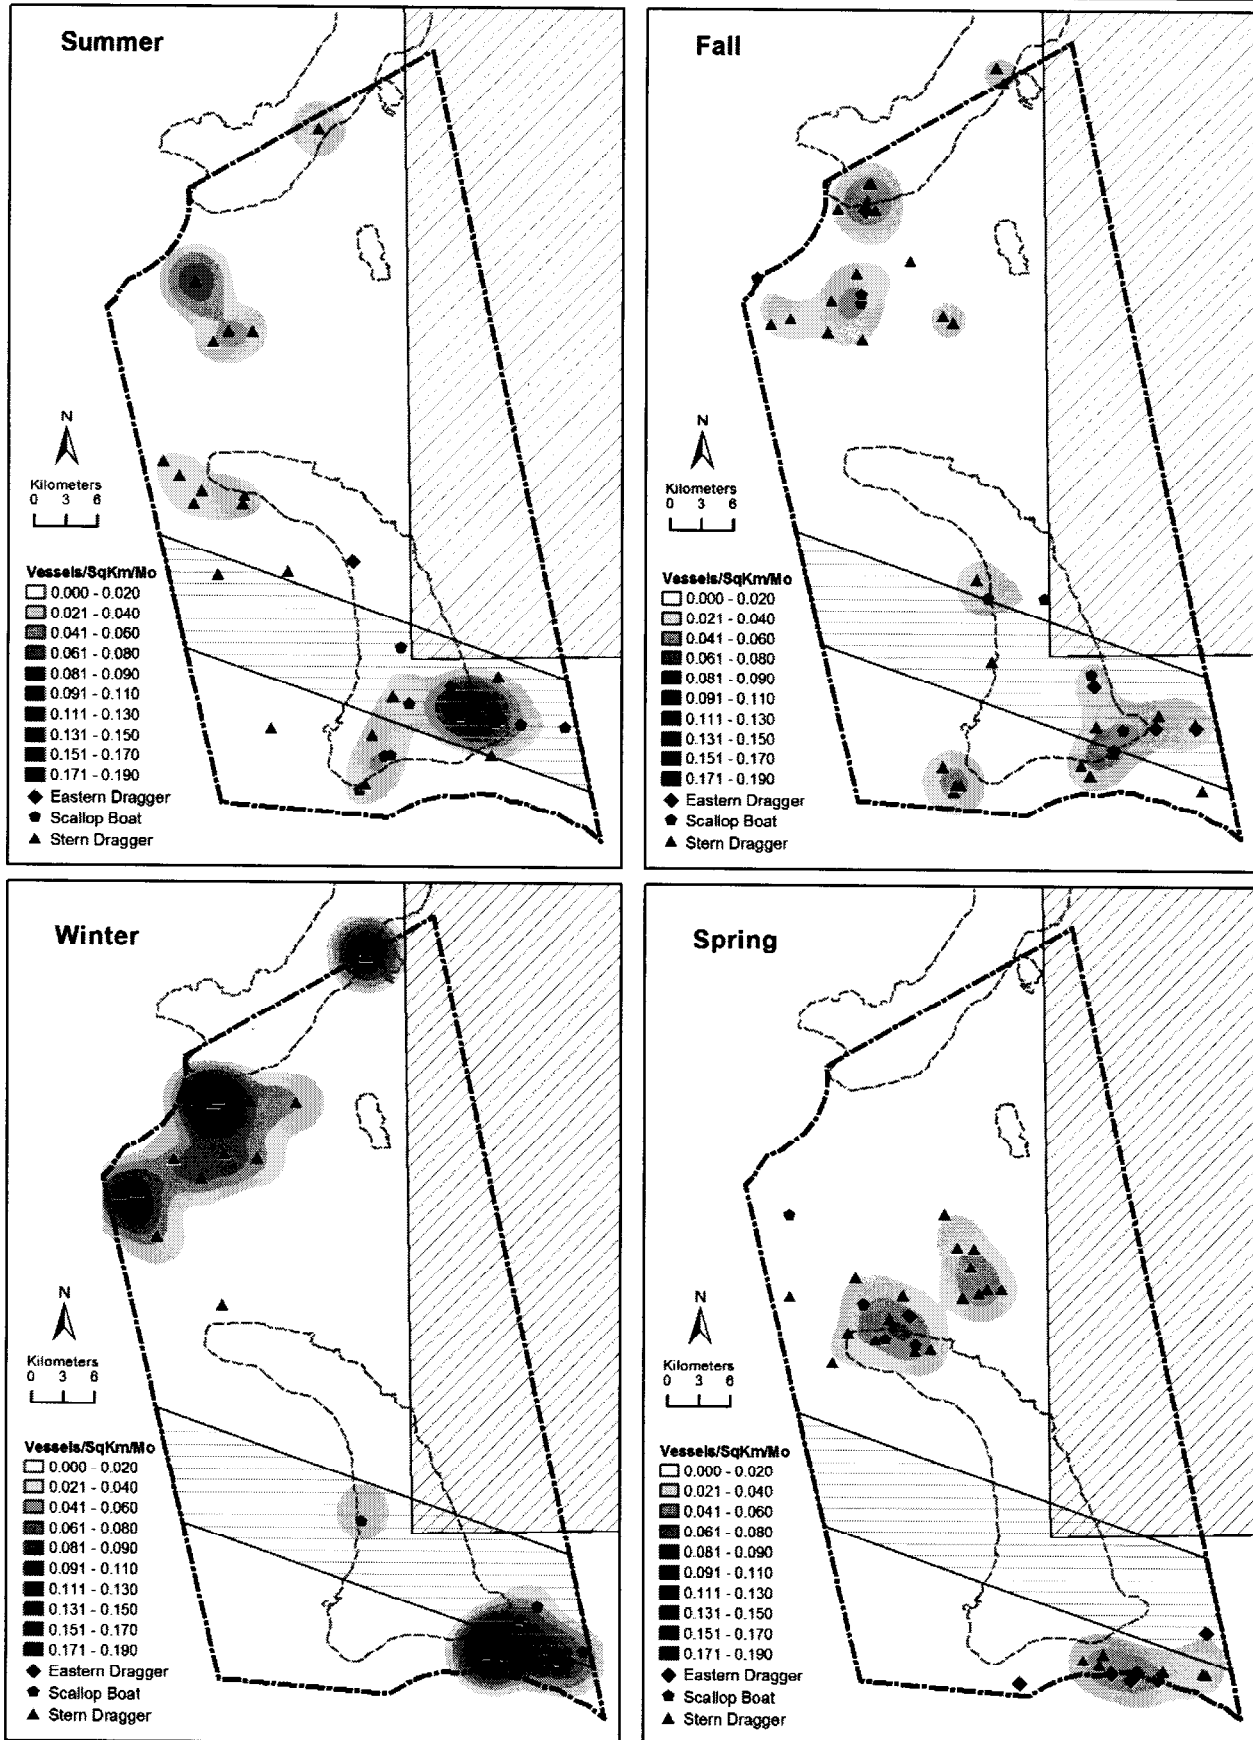 Summer
N
Kilometers
0 3 6
Vessels/SqKm/Mo
0.000 - 0.020
0.021 - 0.040
0.041 - 0.060
0.061 - 0.080
0.081 - 0.090
0.091 - 0.110
0.111 - 0.130
0.131 - 0.150
0.151 - 0.170
0.171 - 0.190
Eastern Dragger
Scallop Boat
Stern Dragger
Fall
N
Kilometers
0 3 6
Vessels/SqKm/Mo
0.000 - 0.020
0.021 - 0.040
0.041 - 0.060
0.061 - 0.080
0.081 - 0.090
0.091 - 0.110
0.111 - 0.130
0.131 - 0.150
0.151 - 0.170
0.171 - 0.190
Eastern Dragger
Scallop Boat
Stern Dragger
Winter
N
Kilometers
0 3 6
Vessels/SqKm/Mo
0.000 - 0.020
0.021 - 0.040
0.041 - 0.060
0.061 - 0.080
0.081 - 0.090
0.091 - 0.110
0.111 - 0.130
0.131 - 0.150
0.151 - 0.170
0.171 - 0.190
Eastern Dragger
Scallop Boat
Stern Dragger
Spring
N
Kilometers
0 3 6
Vessels/SqKm/Mo
0.000 - 0.020
0.021 - 0.040
0.041 - 0.060
0.061 - 0.080
0.081 - 0.090
0.091 - 0.110
0.111 - 0.130
0.131 - 0.150
0.151 - 0.170
0.171 - 0.190
Eastern Dragger
Scallop Boat
Stern Dragger